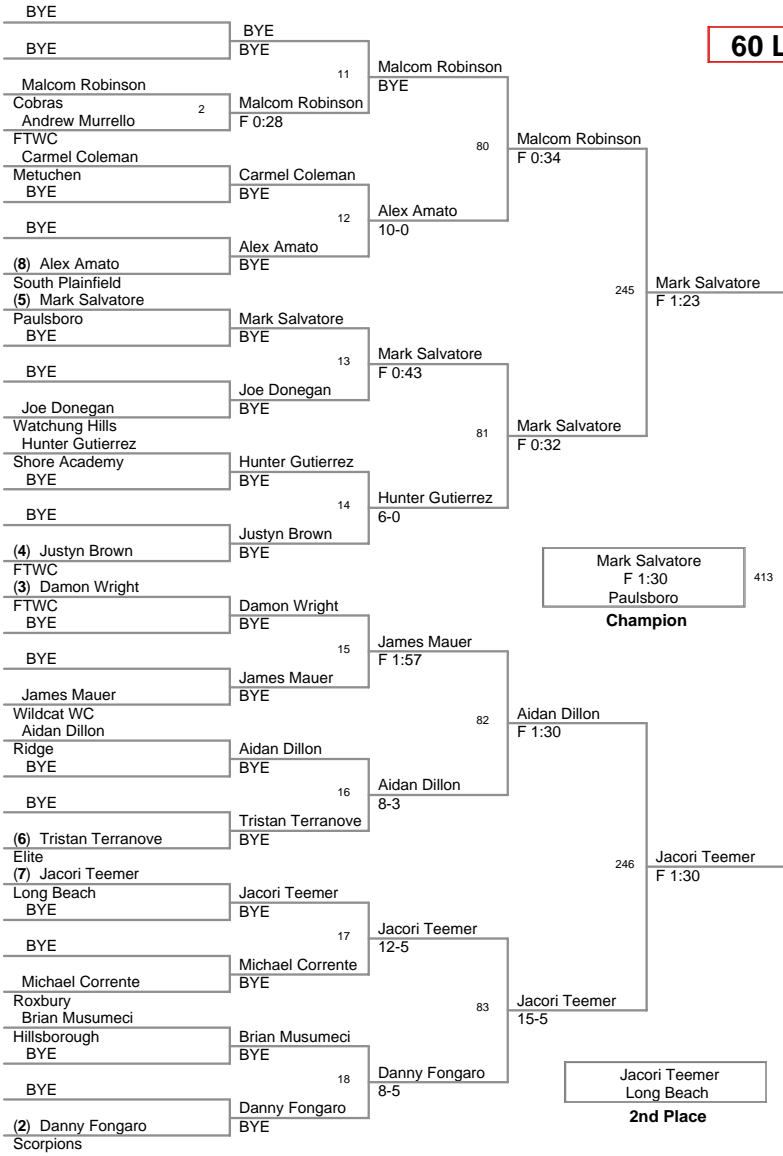 BYE
BYE
Malcom Robinson
Cobras
Andrew Murrello
FTWC
Carmel Coleman
Metuchen
BYE
BYE
(8) Alex Amato
South Plainfield
(5) Mark Salvatore
Paulsboro
BYE
BYE
Joe Donegan
Watchung Hills
Hunter Gutierrez
Shore Academy
BYE
BYE
(4) Justyn Brown
FTWC
(3) Damon Wright
FTWC
BYE
BYE
James Mauer
Wildcat WC
Aidan Dillon
Ridge
BYE
BYE
(6) Tristan Terranove
Elite
(7) Jacori Teemer
Long Beach
BYE
BYE
Michael Corrente
Roxbury
Brian Musumeci
Hillsborough
BYE
BYE
(2) Danny Fongaro
Scorpions
2
BYE
BYE
Malcom Robinson
F 0:28
Carmel Coleman
BYE
Alex Amato
BYE
Mark Salvatore
BYE
Joe Donegan
BYE
Hunter Gutierrez
BYE
Justyn Brown
BYE
Damon Wright
BYE
James Mauer
BYE
Aidan Dillon
BYE
Tristan Terranove
BYE
Jacori Teemer
BYE
Michael Corrente
BYE
Brian Musumeci
BYE
Danny Fongaro
BYE
11
12
13
14
15
16
17
18
Malcom Robinson
BYE
Alex Amato
10-0
Mark Salvatore
F 0:43
Hunter Gutierrez
6-0
James Mauer
F 1:57
Aidan Dillon
8-3
Jacori Teemer
12-5
Danny Fongaro
8-5
80
81
82
83
Malcom Robinson
F 0:34
Mark Salvatore
F 0:32
Aidan Dillon
F 1:30
Jacori Teemer
15-5
245
246
Mark Salvatore
F 1:23
Jacori Teemer
F 1:30
60 L
Mark Salvatore
F 1:30
Paulsboro
413
Champion
Jacori Teemer
Long Beach
2nd Place